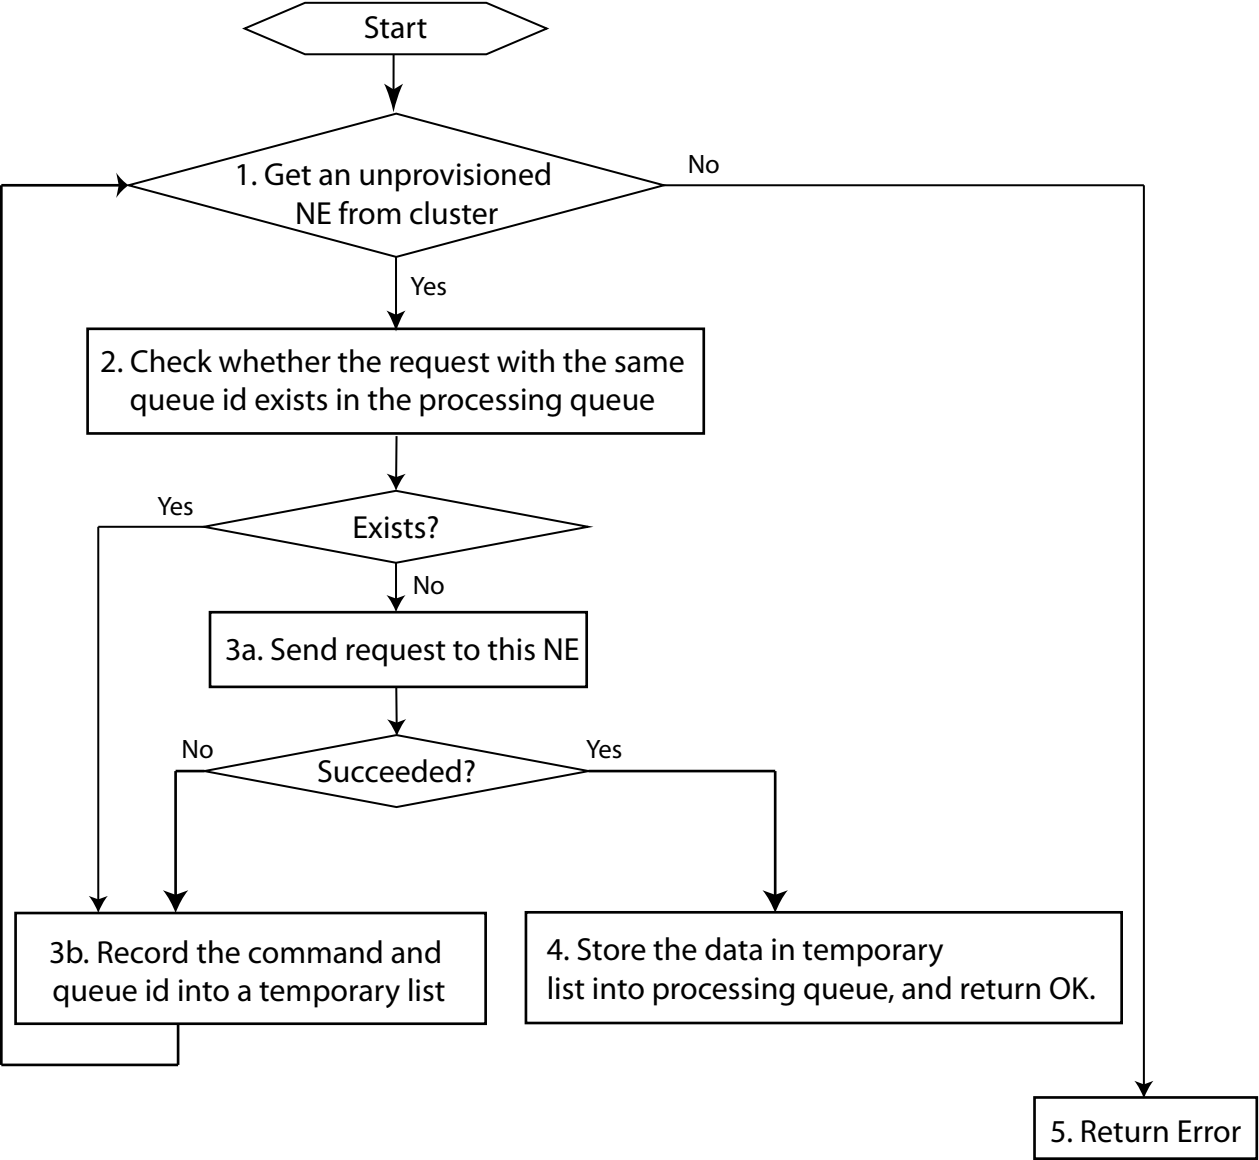 Start
1. Get an unprovisioned
NE from cluster
No
Yes
2. Check whether the request with the same
queue id exists in the processing queue
Yes
Exists?
No
3a. Send request to this NE
No
Succeeded?
Yes
3b. Record the command and
queue id into a temporary list
4. Store the data in temporary
list into processing queue, and return OK.
5. Return Error